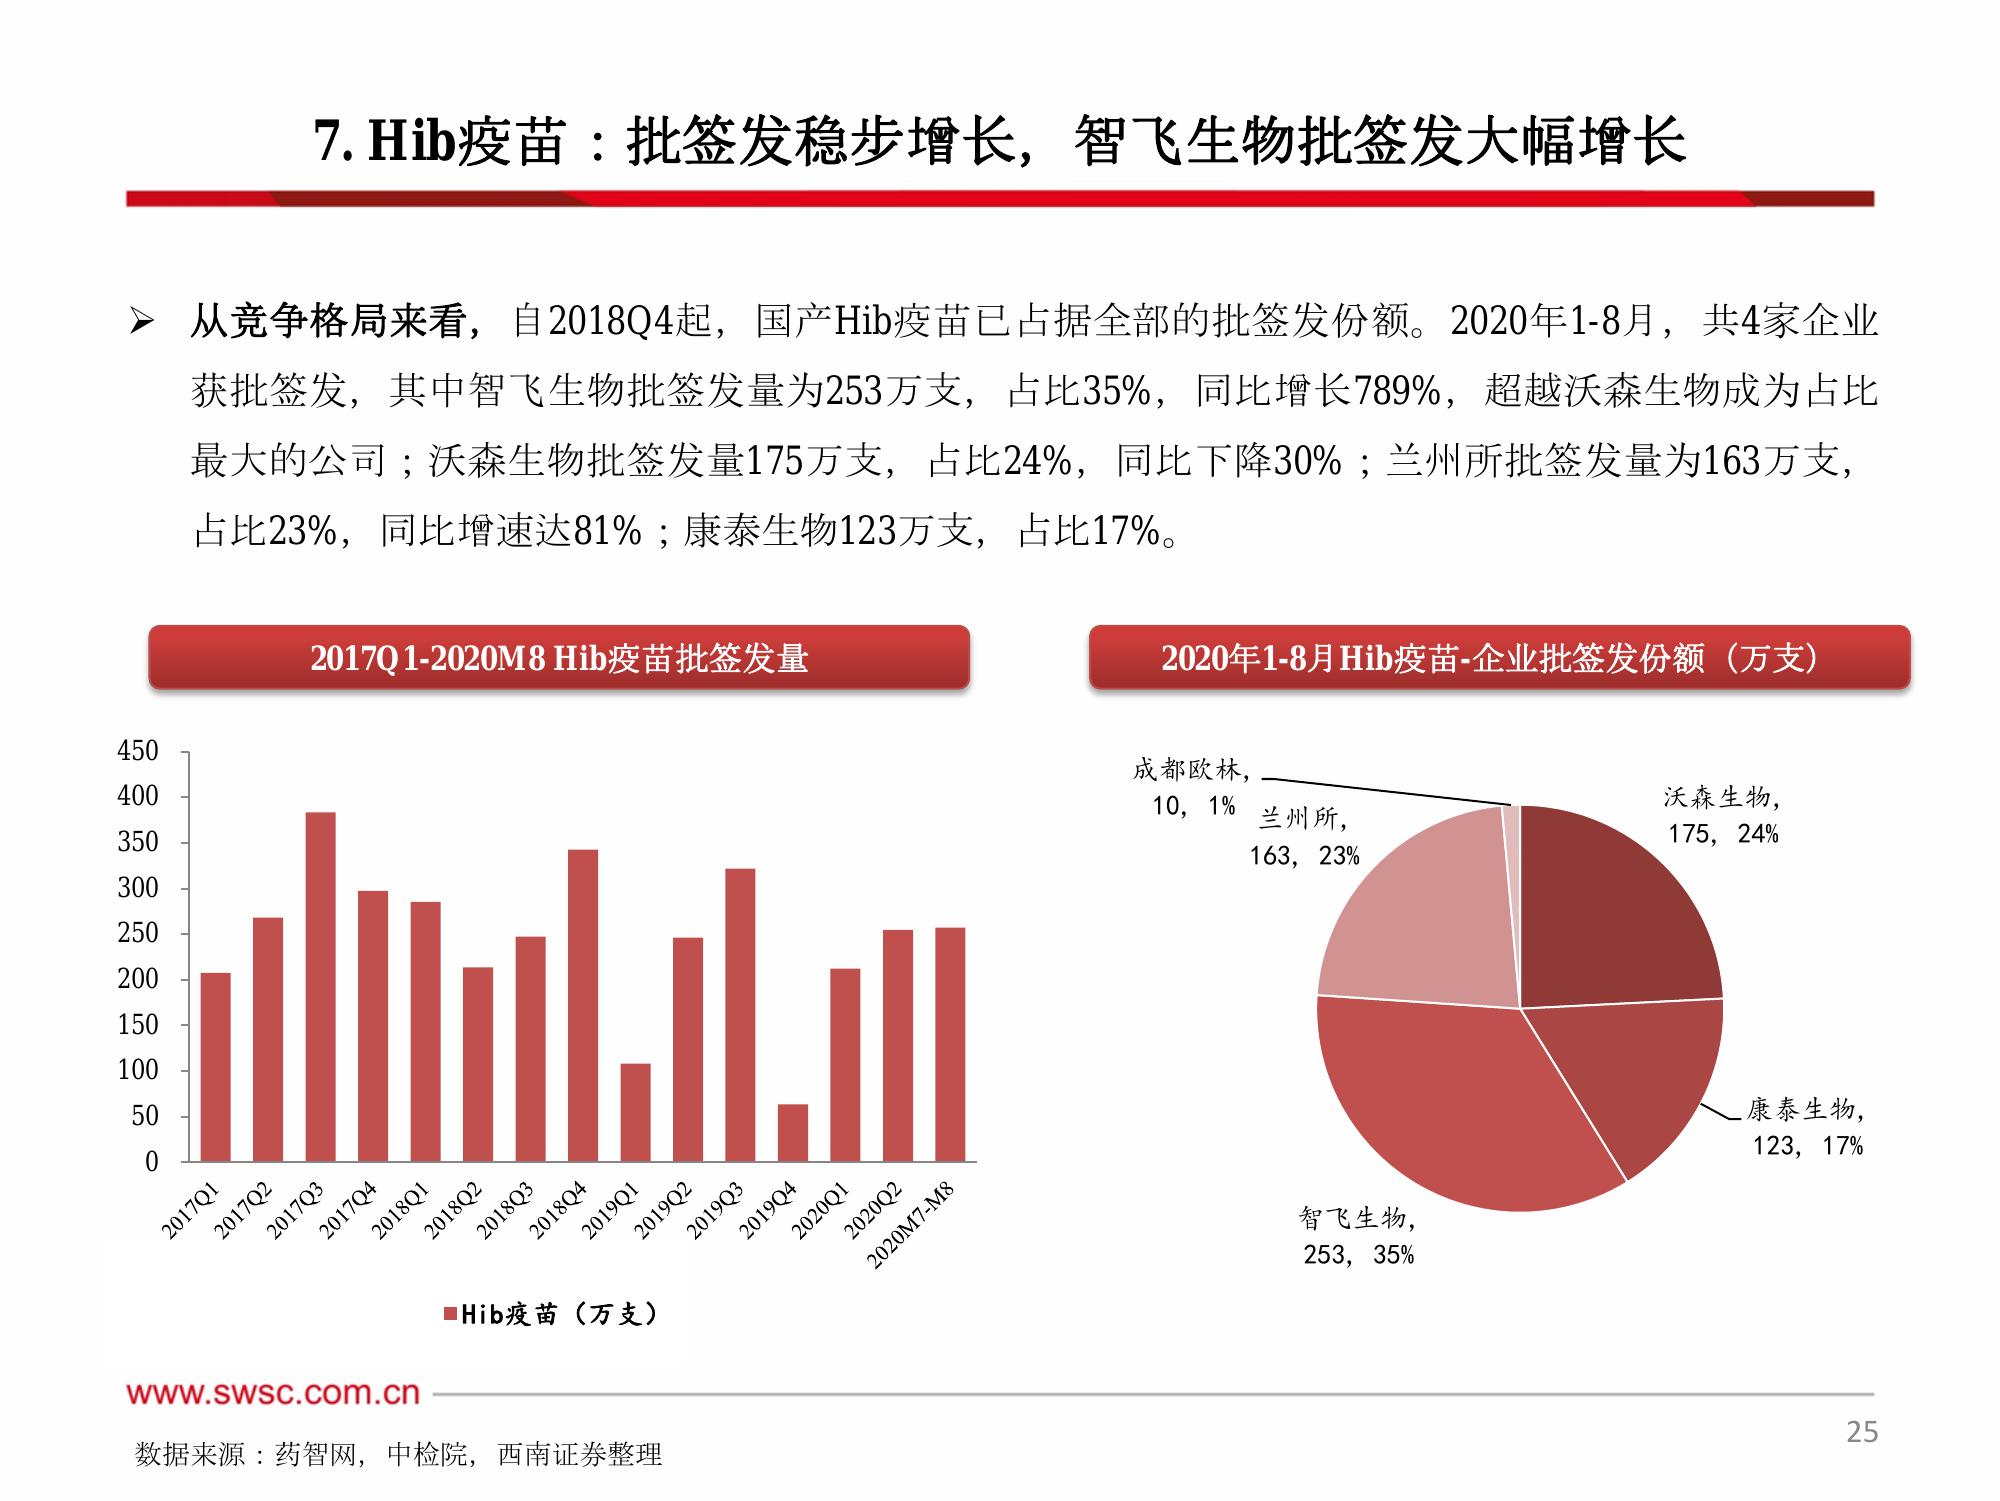 7. Hib疫苗：批签发稳步增长，智飞生物批签发大幅增长
➢ 从竞争格局来看，自2018Q4起，国产Hib疫苗已占据全部的批签发份额。2020年1-8月，共4家企业
获批签发，其中智飞生物批签发量为253万支，占比35%，同比增长789%，超越沃森生物成为占比
最大的公司；沃森生物批签发量175万支，占比24%，同比下降30%；兰州所批签发量为163万支，
占比23%，同比增速达81%；康泰生物123万支，占比17%。
2017Q1-2020M8 Hib疫苗批签发量
450
400
350
300
250
200
150
100
50
0
2017Q1
2017Q2
2017Q3
2017Q4
2018Q1
2018Q2
2018Q3
2018Q4
2019Q1
2019Q2
2019Q3
2019Q4
2020Q1
2020Q2
2020M7-M8
Hib疫苗（万支）
2020年1-8月Hib疫苗-企业批签发份额（万支）
成都欧林，
10, 1%
兰州所，
163, 23%
沃森生物，
175, 24%
康泰生物，
123, 17%
智飞生物，
253, 35%
www.swsc.com.cn
25
数据来源：药智网，中检院，西南证券整理